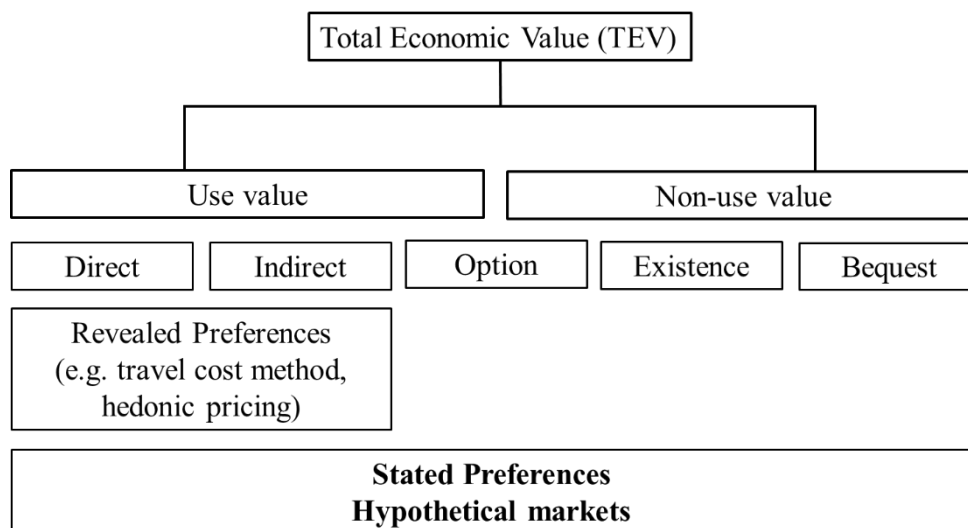 Total Economic Value (TEV)
Use value
Non-use value
Direct
Indirect
Option
Existence
Bequest
Revealed Preferences
(e.g. travel cost method,
hedonic pricing)
Stated Preferences
Hypothetical markets